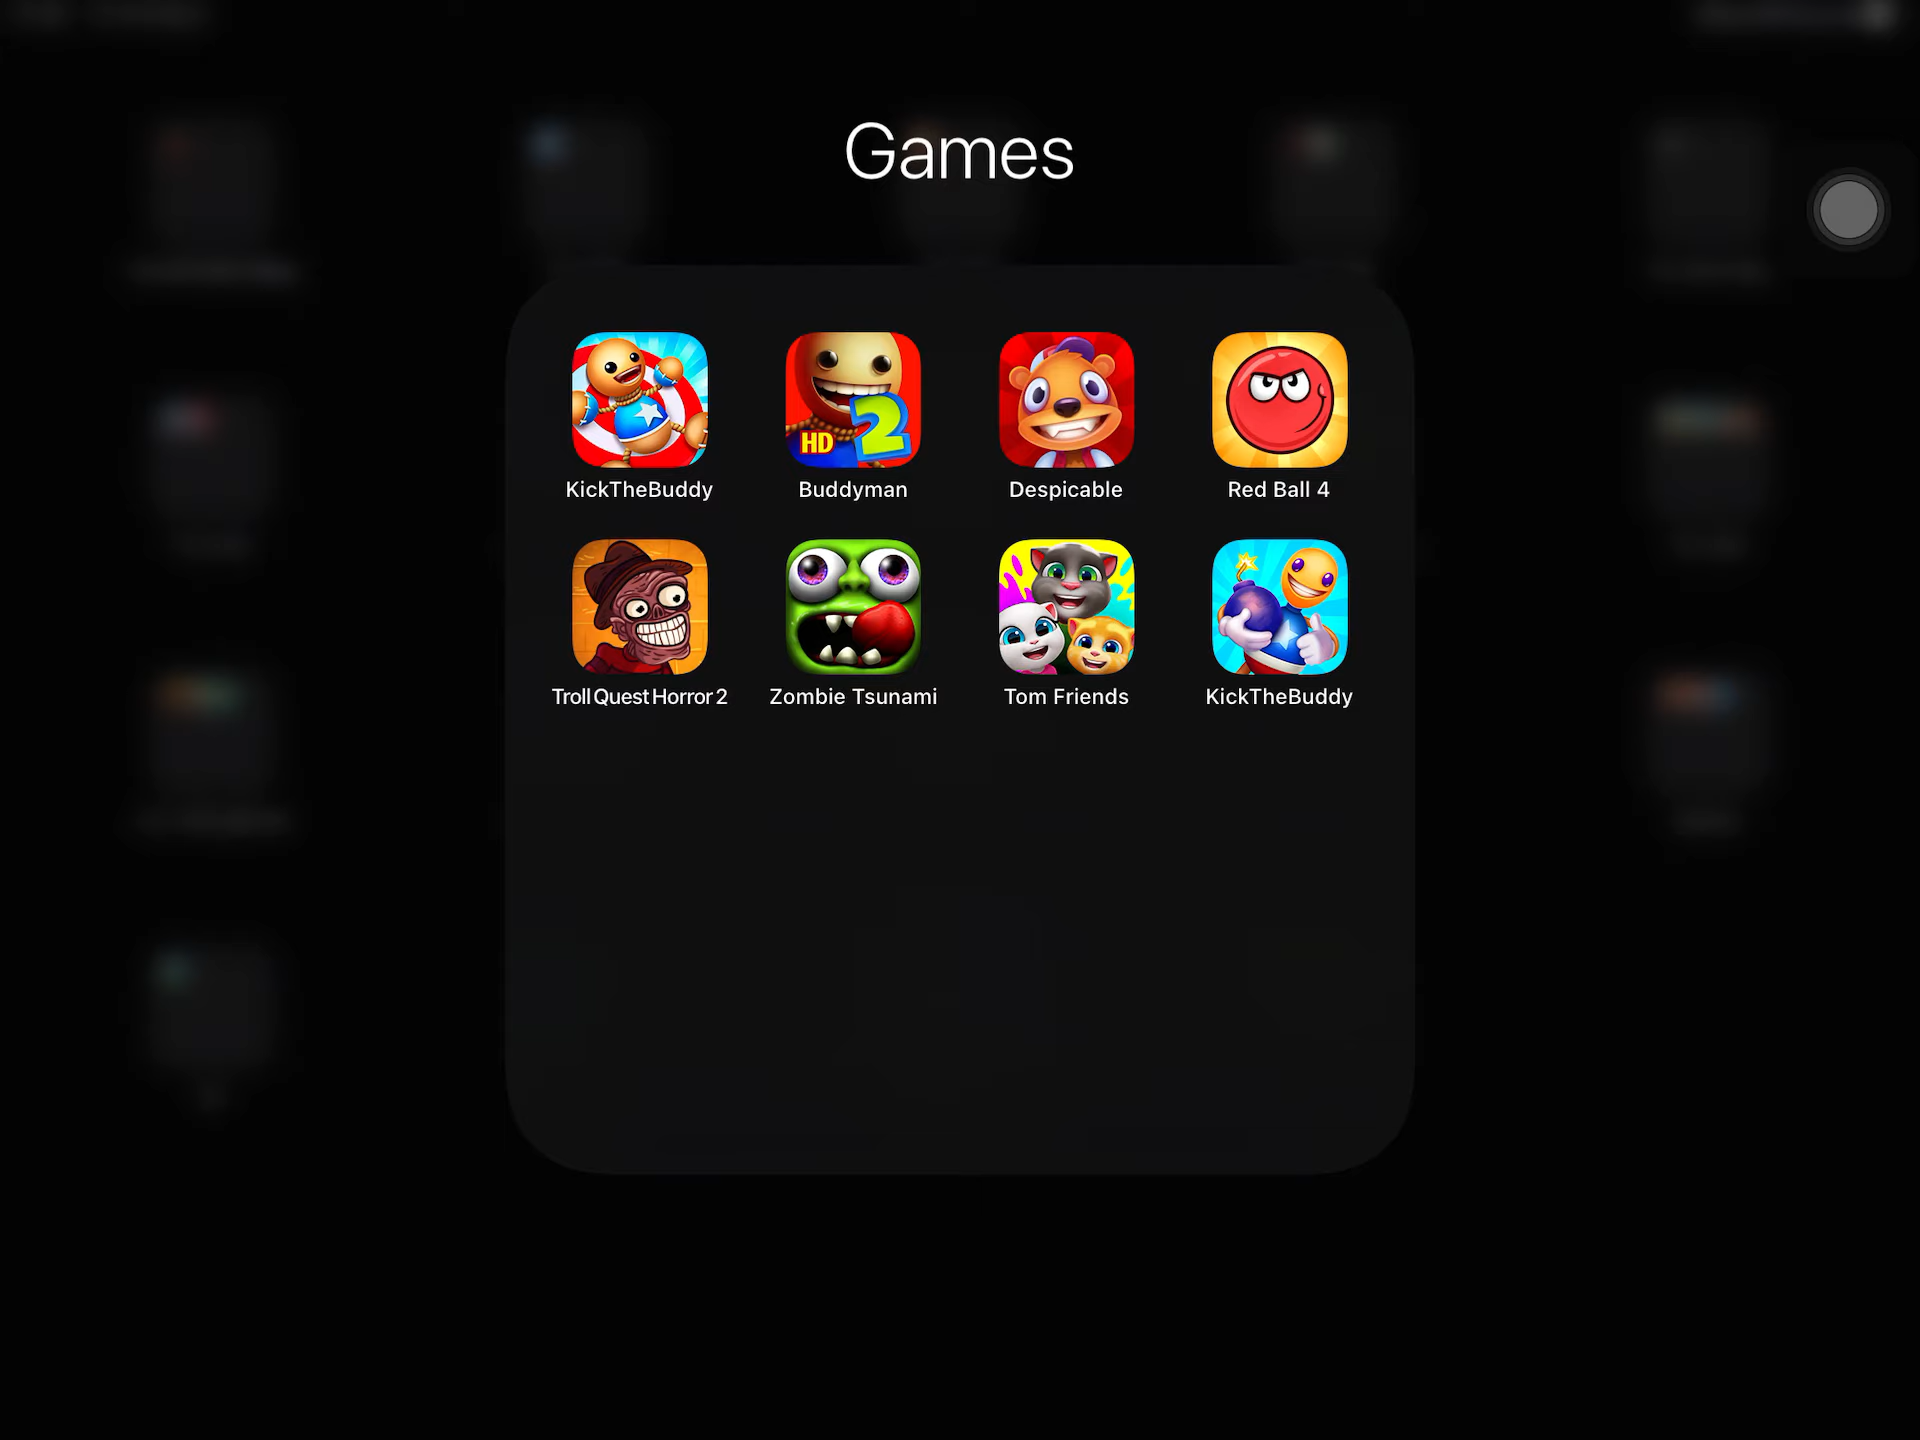 Games
HD 2
KickTheBuddy Buddyman Despicable Red Ball 4
Troll Quest Horror 2 Zombie Tsunami Tom Friends KickTheBuddy